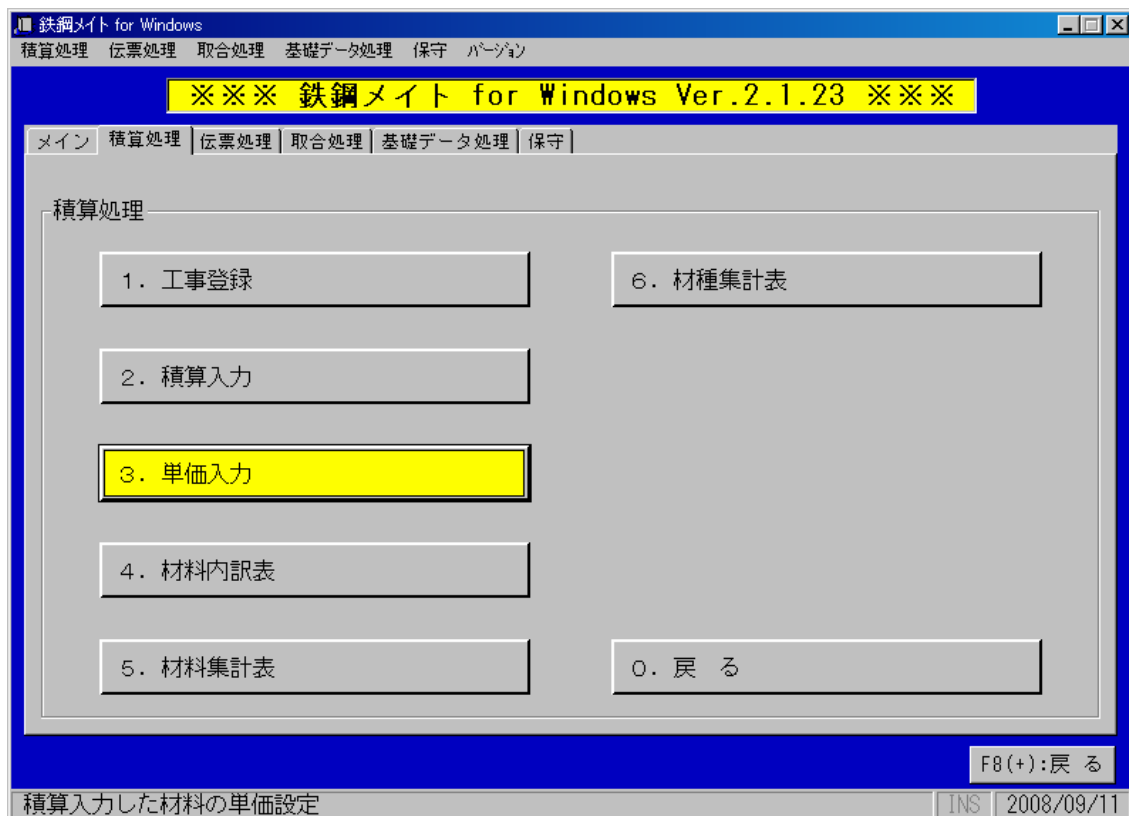 鉄鋼メイト for Windows
積算処理 伝票処理 取合処理 基礎データ処理 保守 バージョン
※※※ 鉄鋼メイト for Windows Ver.2.1.23 ※※※
メイン 積算処理 伝票処理 取合処理 基礎データ処理 保守
積算処理
1. 工事登録
6. 材種集計表
2. 積算入力
3. 単価入力
4. 材料内訳表
5. 材料集計表
0. 戻 る
F8(+):戻 る
積算入力した材料の単価設定 INS 2008/09/11